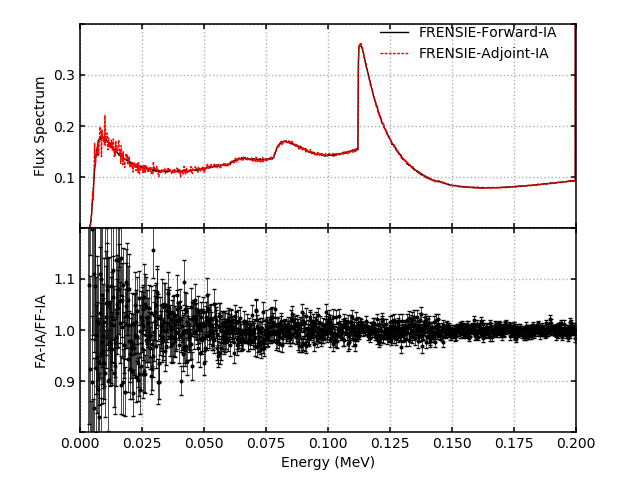 FRENSIE-Forward-IA
FRENSIE-Adjoint-IA
Flux Spectrum
0.3
0.2
0.1
FA-IA/FF-IA
1.1
1.0
0.9
0.000 0.025 0.050 0.075 0.100 0.125 0.150 0.175 0.200
Energy (MeV)